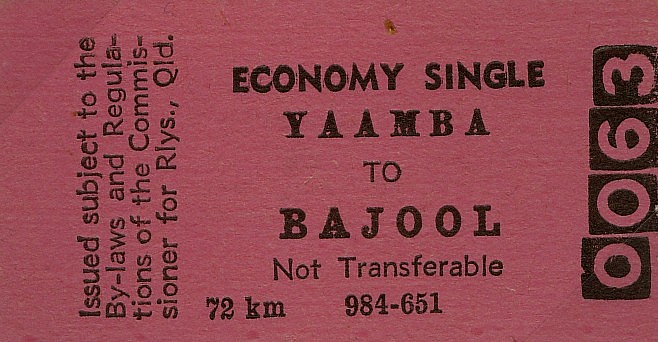 Issued subject to the
By-laws and Regula-
tions of the Commis-
sioner for Rlys., Qld.
ECONOMY SINGLE
YAAMBA
TO
BAJOOL
Not Transferable
72 km 984-651
0063